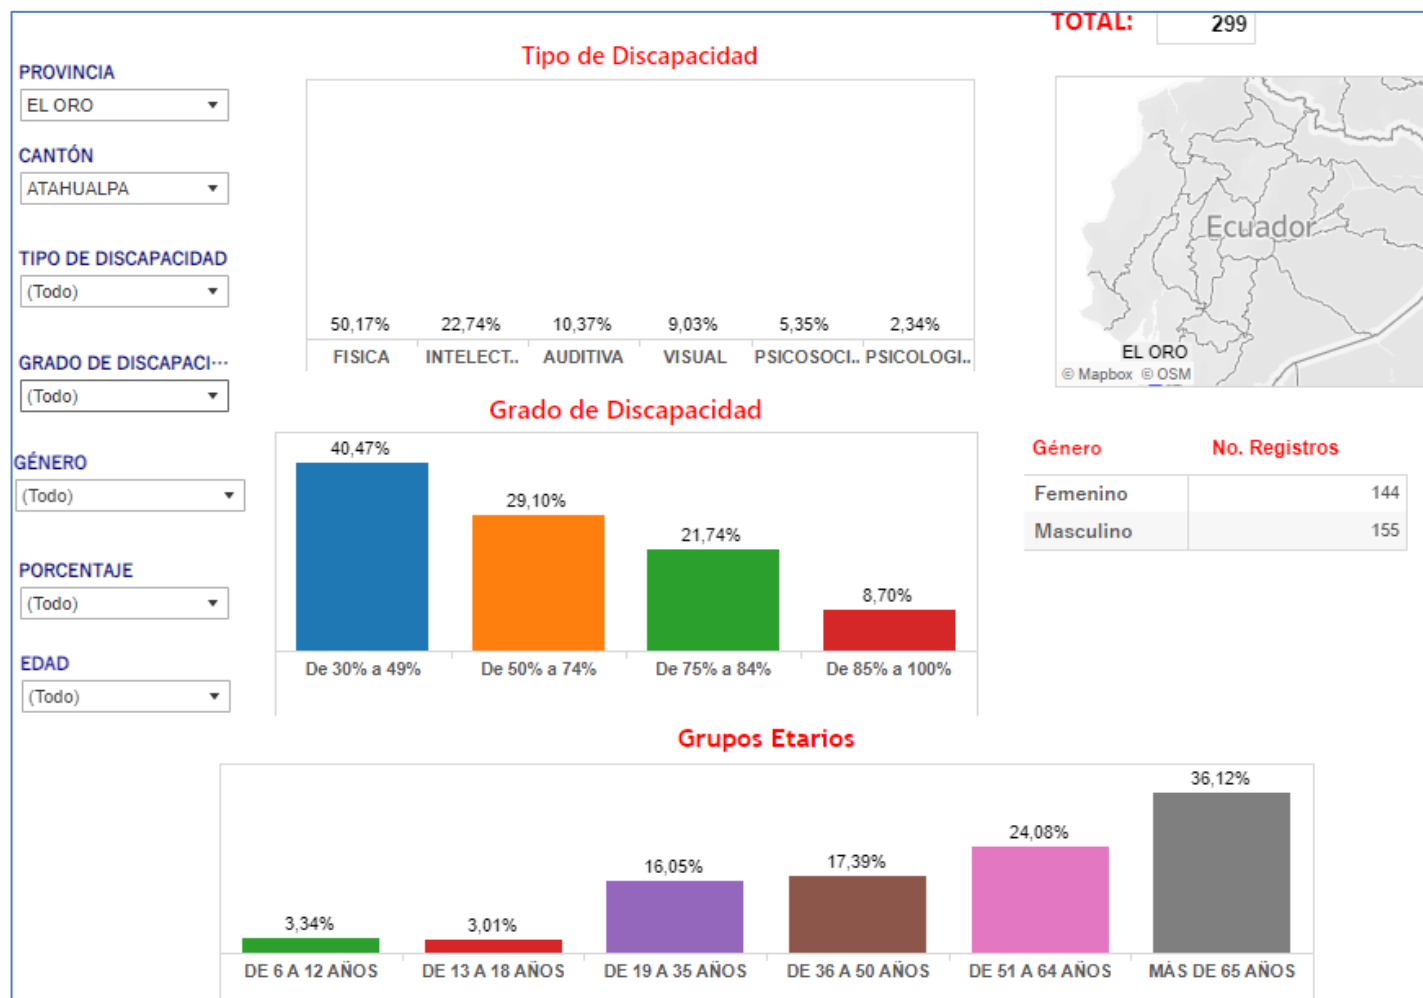 TOTAL: 299
Tipo de Discapacidad
PROVINCIA
EL ORO
CANTÓN
ATAHUALPA
TIPO DE DISCAPACIDAD
(Todo)
GRADO DE DISCAPACI...
(Todo)
GÉNERO
(Todo)
PORCENTAJE
(Todo)
EDAD
(Todo)
50,17% 22,74% 10,37% 9,03% 5,35% 2,34%
FISICA INTELECT.. AUDITIVA VISUAL PSICOSOCI.. PSICOLOGI..
Ecuador
EL ORO
© Mapbox © OSM
Grado de Discapacidad
40,47%
29,10%
21,74%
8,70%
De 30% a 49% De 50% a 74% De 75% a 84% De 85% a 100%
Género No. Registros
Femenino 144
Masculino 155
Grupos Etarios
3,34% 3,01% 16,05% 17,39% 24,08% 36,12%
DE 6 A 12 AÑOS DE 13 A 18 AÑOS DE 19 A 35 AÑOS DE 36 A 50 AÑOS DE 51 A 64 AÑOS MÁS DE 65 AÑOS